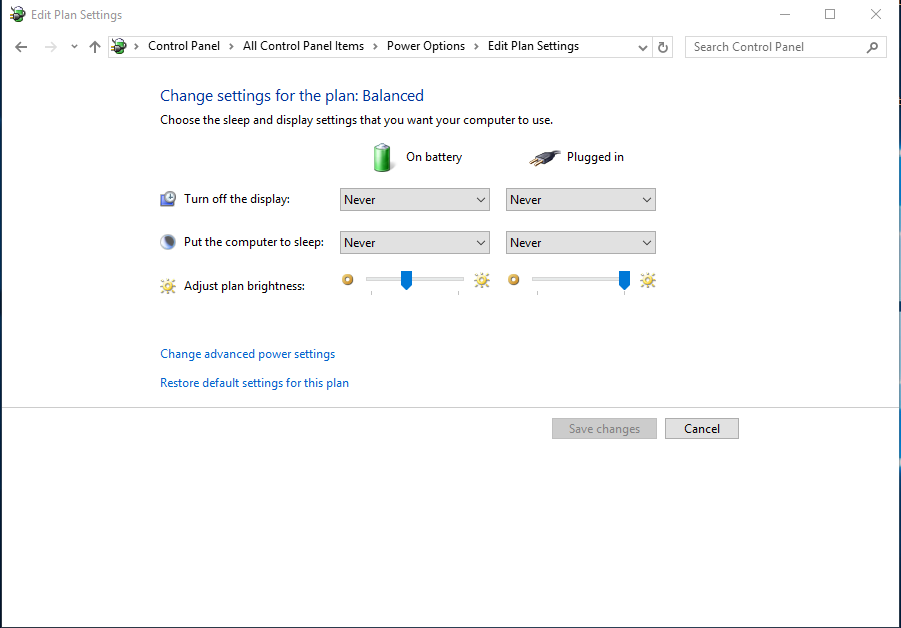 Edit Plan Settings
Control Panel > All Control Panel Items > Power Options > Edit Plan Settings
Search Control Panel
Change settings for the plan: Balanced
Choose the sleep and display settings that you want your computer to use.
On battery Plugged in
Turn off the display: Never Never
Put the computer to sleep: Never Never
Adjust plan brightness:
Change advanced power settings
Restore default settings for this plan
Save changes Cancel